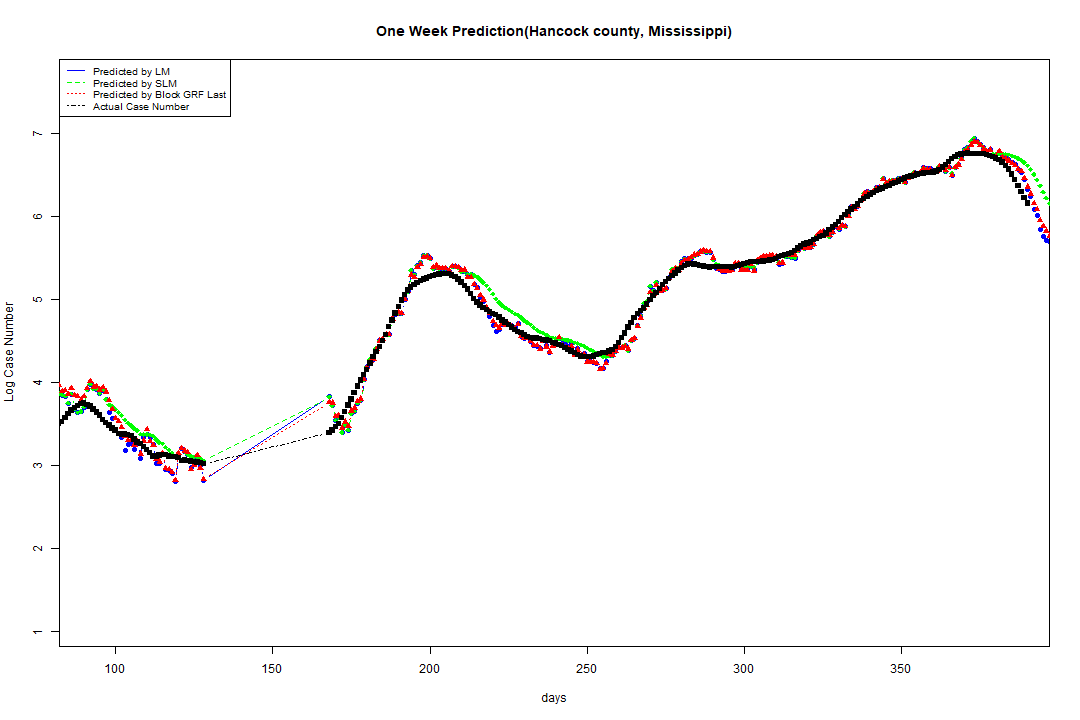 One Week Prediction(Hancock county, Mississippi)
Predicted by LM
Predicted by SLM
Predicted by Block GRF Last
Actual Case Number
Log Case Number
7
6
5
4
3
2
1
100 150 200 250 300 350
days